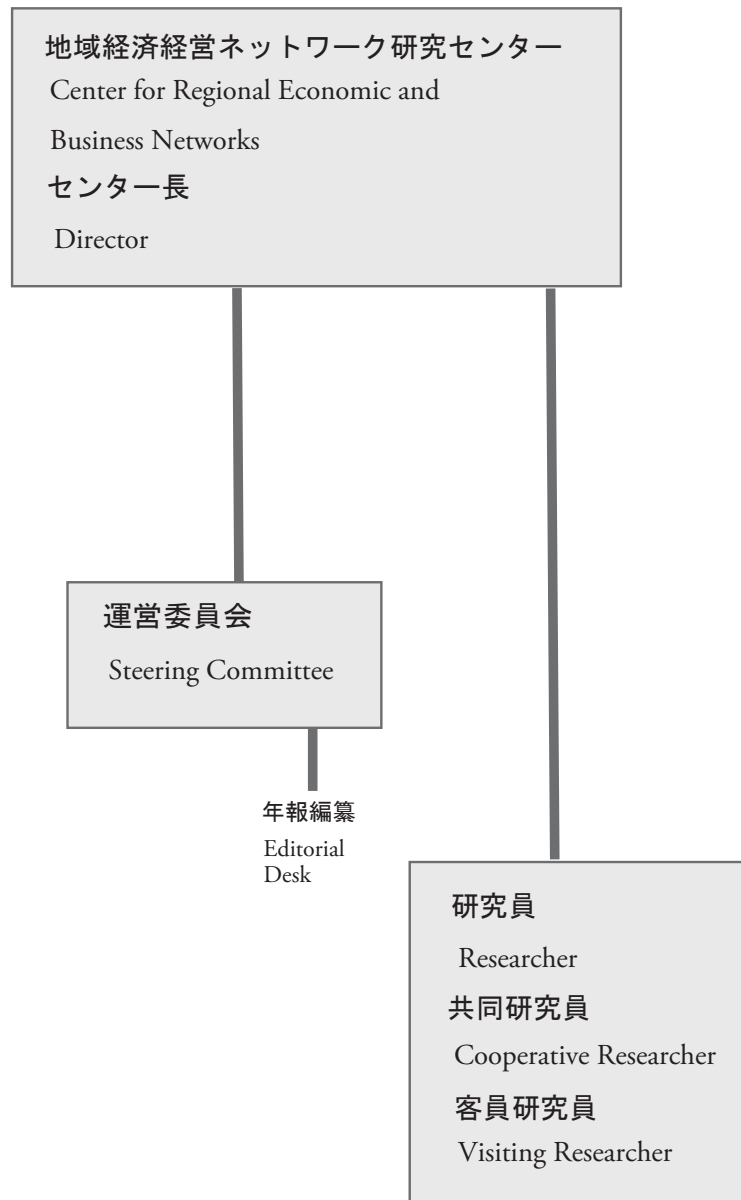 地域経済経営ネットワーク研究センター
Center for Regional Economic and
Business Networks
センター長
Director
運営委員会
Steering Committee
年報編纂
Editorial
Desk
研究員
Researcher
共同研究員
Cooperative Researcher
客員研究員
Visiting Researcher